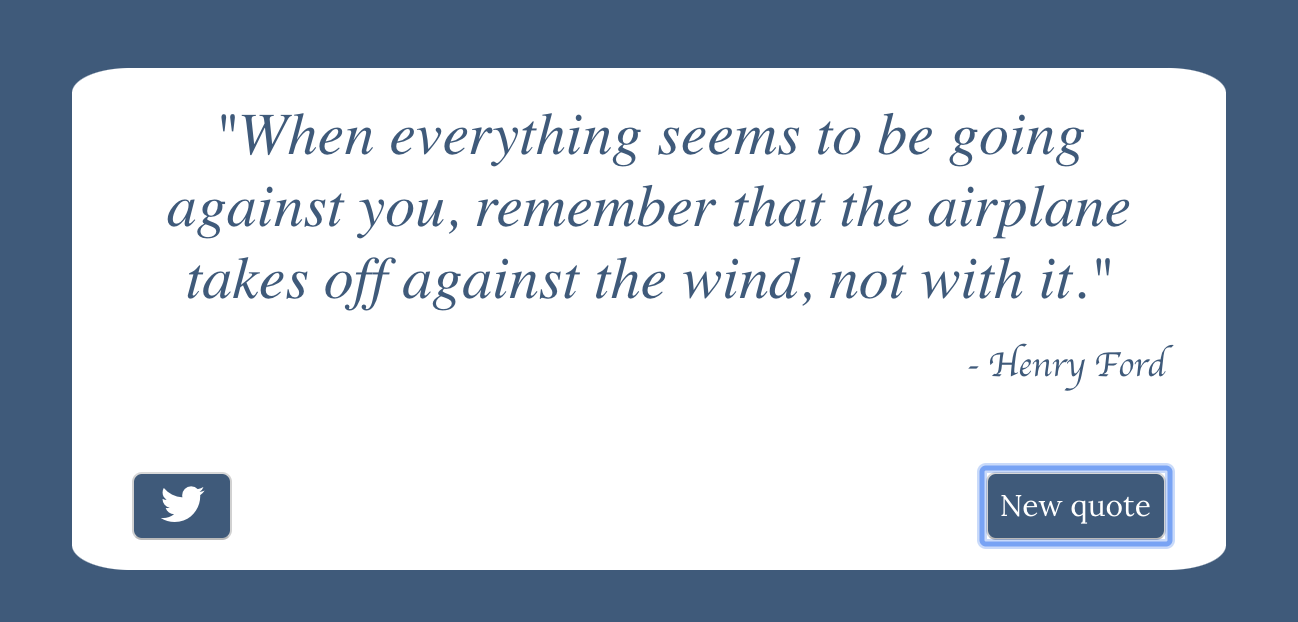 "When everything seems to be going
against you, remember that the airplane
takes off against the wind, not with it."
- Henry Ford
New quote